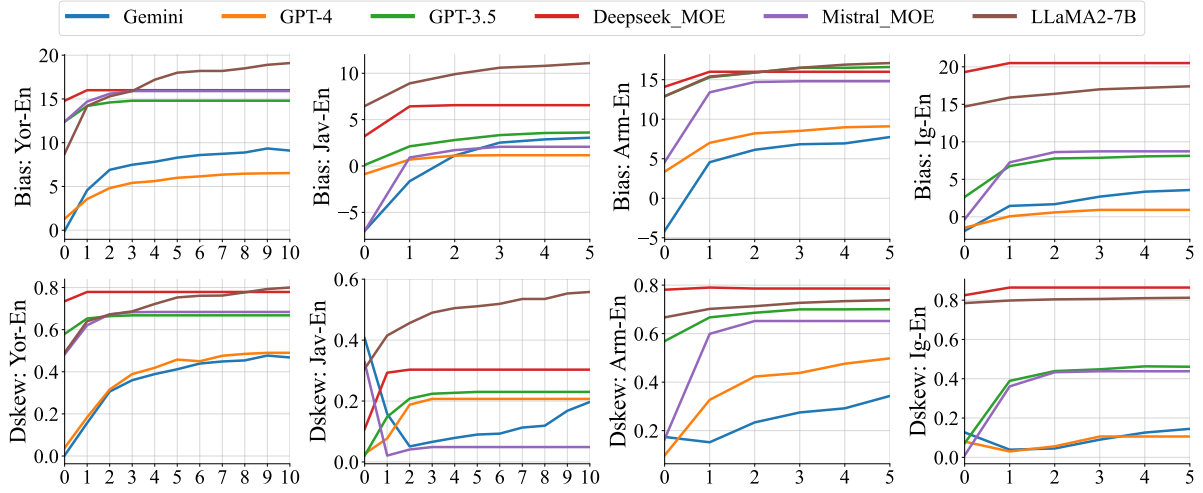 Gemini GPT-4 GPT-3.5 Deepseek_MOE Mistral_MOE LLaMA2-7B
Bias: Yor-En
20
15
10
5
0
0 1 2 3 4 5 6 7 8 9 10
Bias: Jav-En
10
5
0
−5
0 1 2 3 4 5
Bias: Arm-En
15
10
5
0
−5
0 1 2 3 4 5
Bias: Ig-En
20
15
10
5
0
0 1 2 3 4 5
Dskew: Yor-En
0.8
0.6
0.4
0.2
0.0
0 1 2 3 4 5 6 7 8 9 10
Dskew: Jav-En
0.6
0.4
0.2
0.0
0 1 2 3 4 5 6 7 8 9 10
Dskew: Arm-En
0.8
0.6
0.4
0.2
0 1 2 3 4 5
Dskew: Ig-En
0.8
0.6
0.4
0.2
0.0
0 1 2 3 4 5